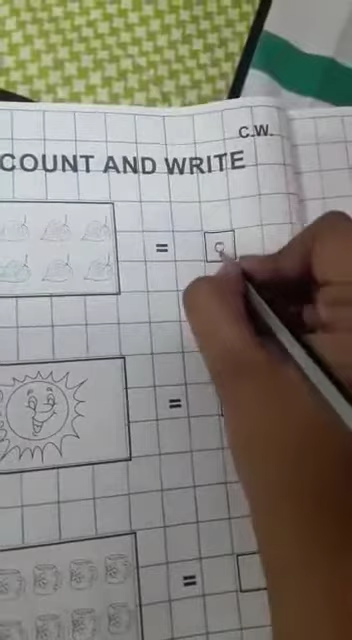 C.W.
COUNT AND WRITE
=
=
=